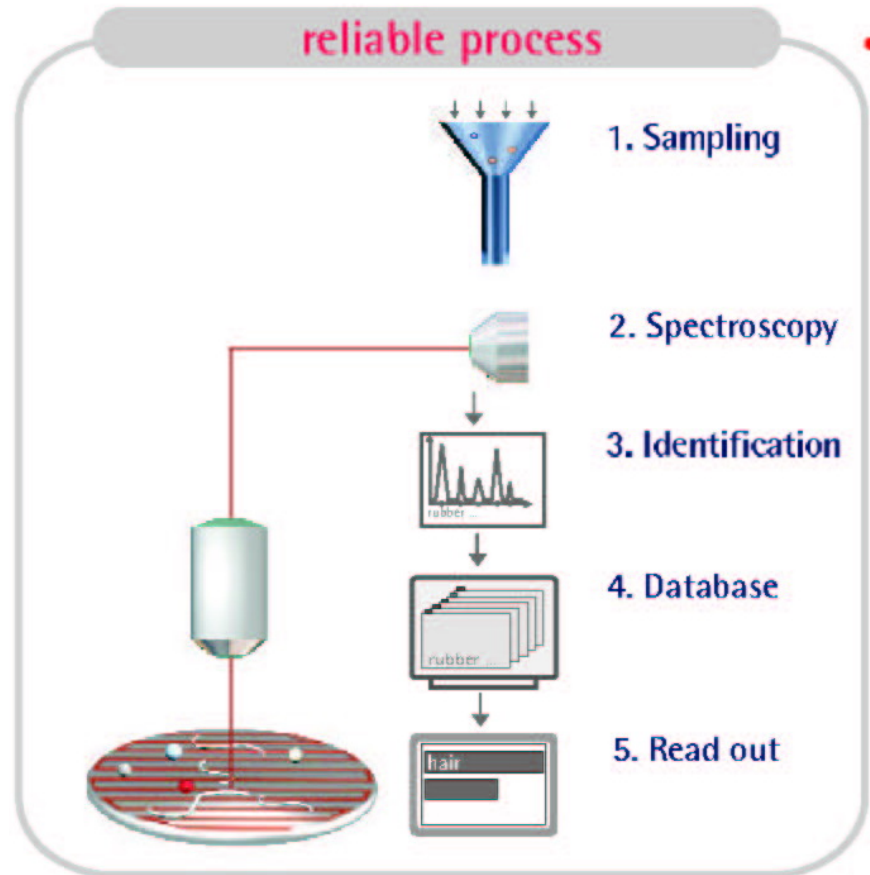 reliable process
1. Sampling
2. Spectroscopy
3. Identification
rubber ...
4. Database
rubber ...
5. Read out
hair